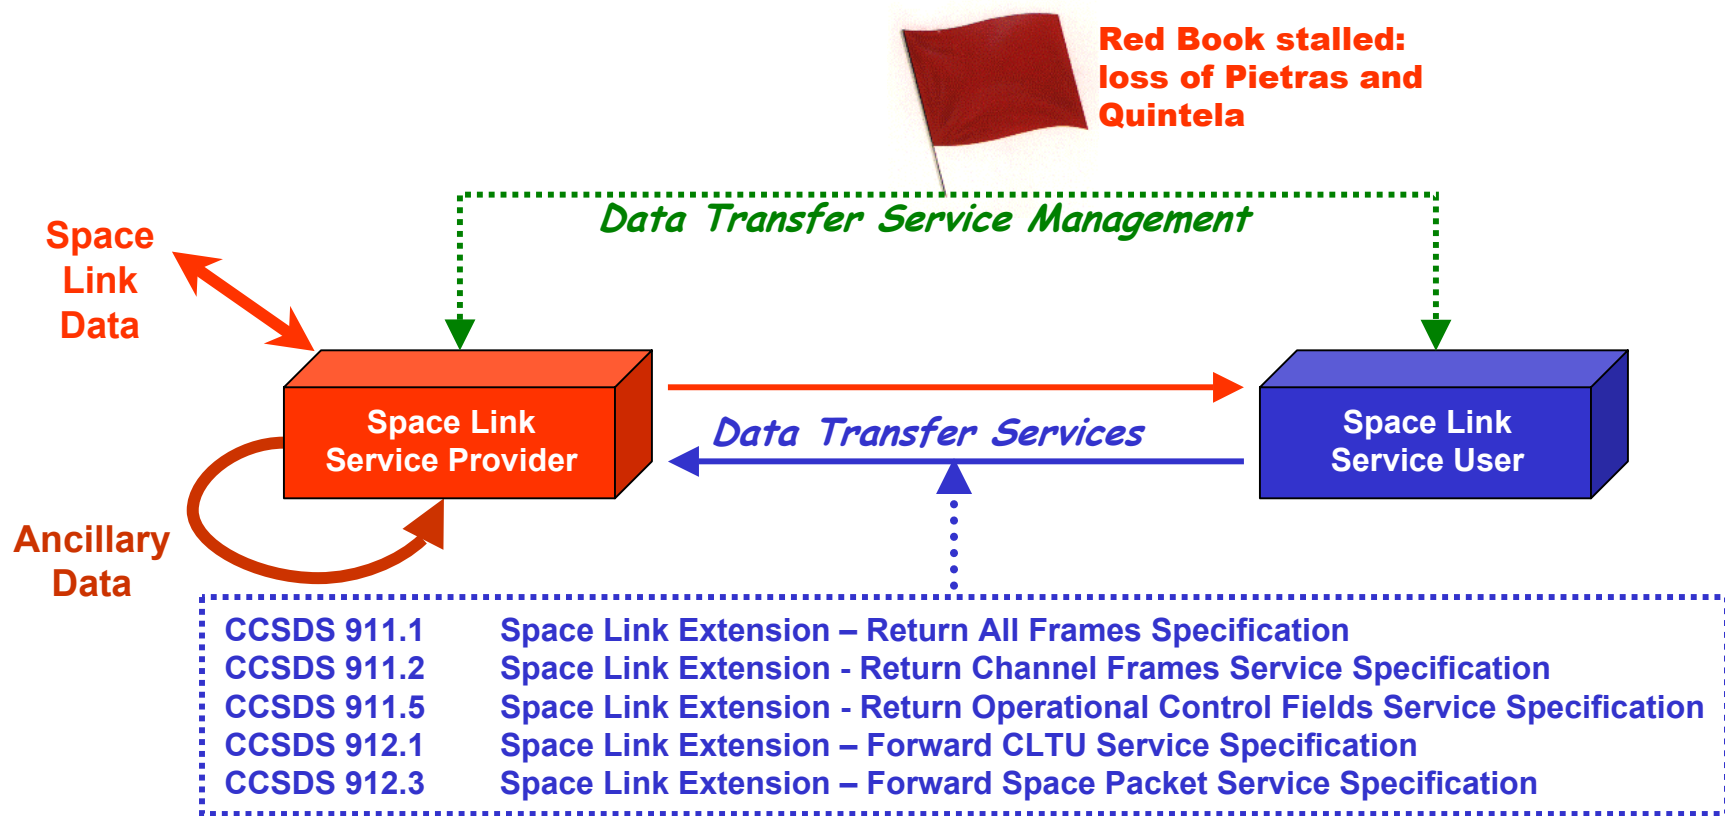 Red Book stalled:
loss of Pietras and
Quintela
Data Transfer Service Management
Space
Link
Data
Space Link
Service Provider
Data Transfer Services
Space Link
Service User
Ancillary
Data
CCSDS 911.1 Space Link Extension – Return All Frames Specification
CCSDS 911.2 Space Link Extension - Return Channel Frames Service Specification
CCSDS 911.5 Space Link Extension - Return Operational Control Fields Service Specification
CCSDS 912.1 Space Link Extension – Forward CLTU Service Specification
CCSDS 912.3 Space Link Extension – Forward Space Packet Service Specification